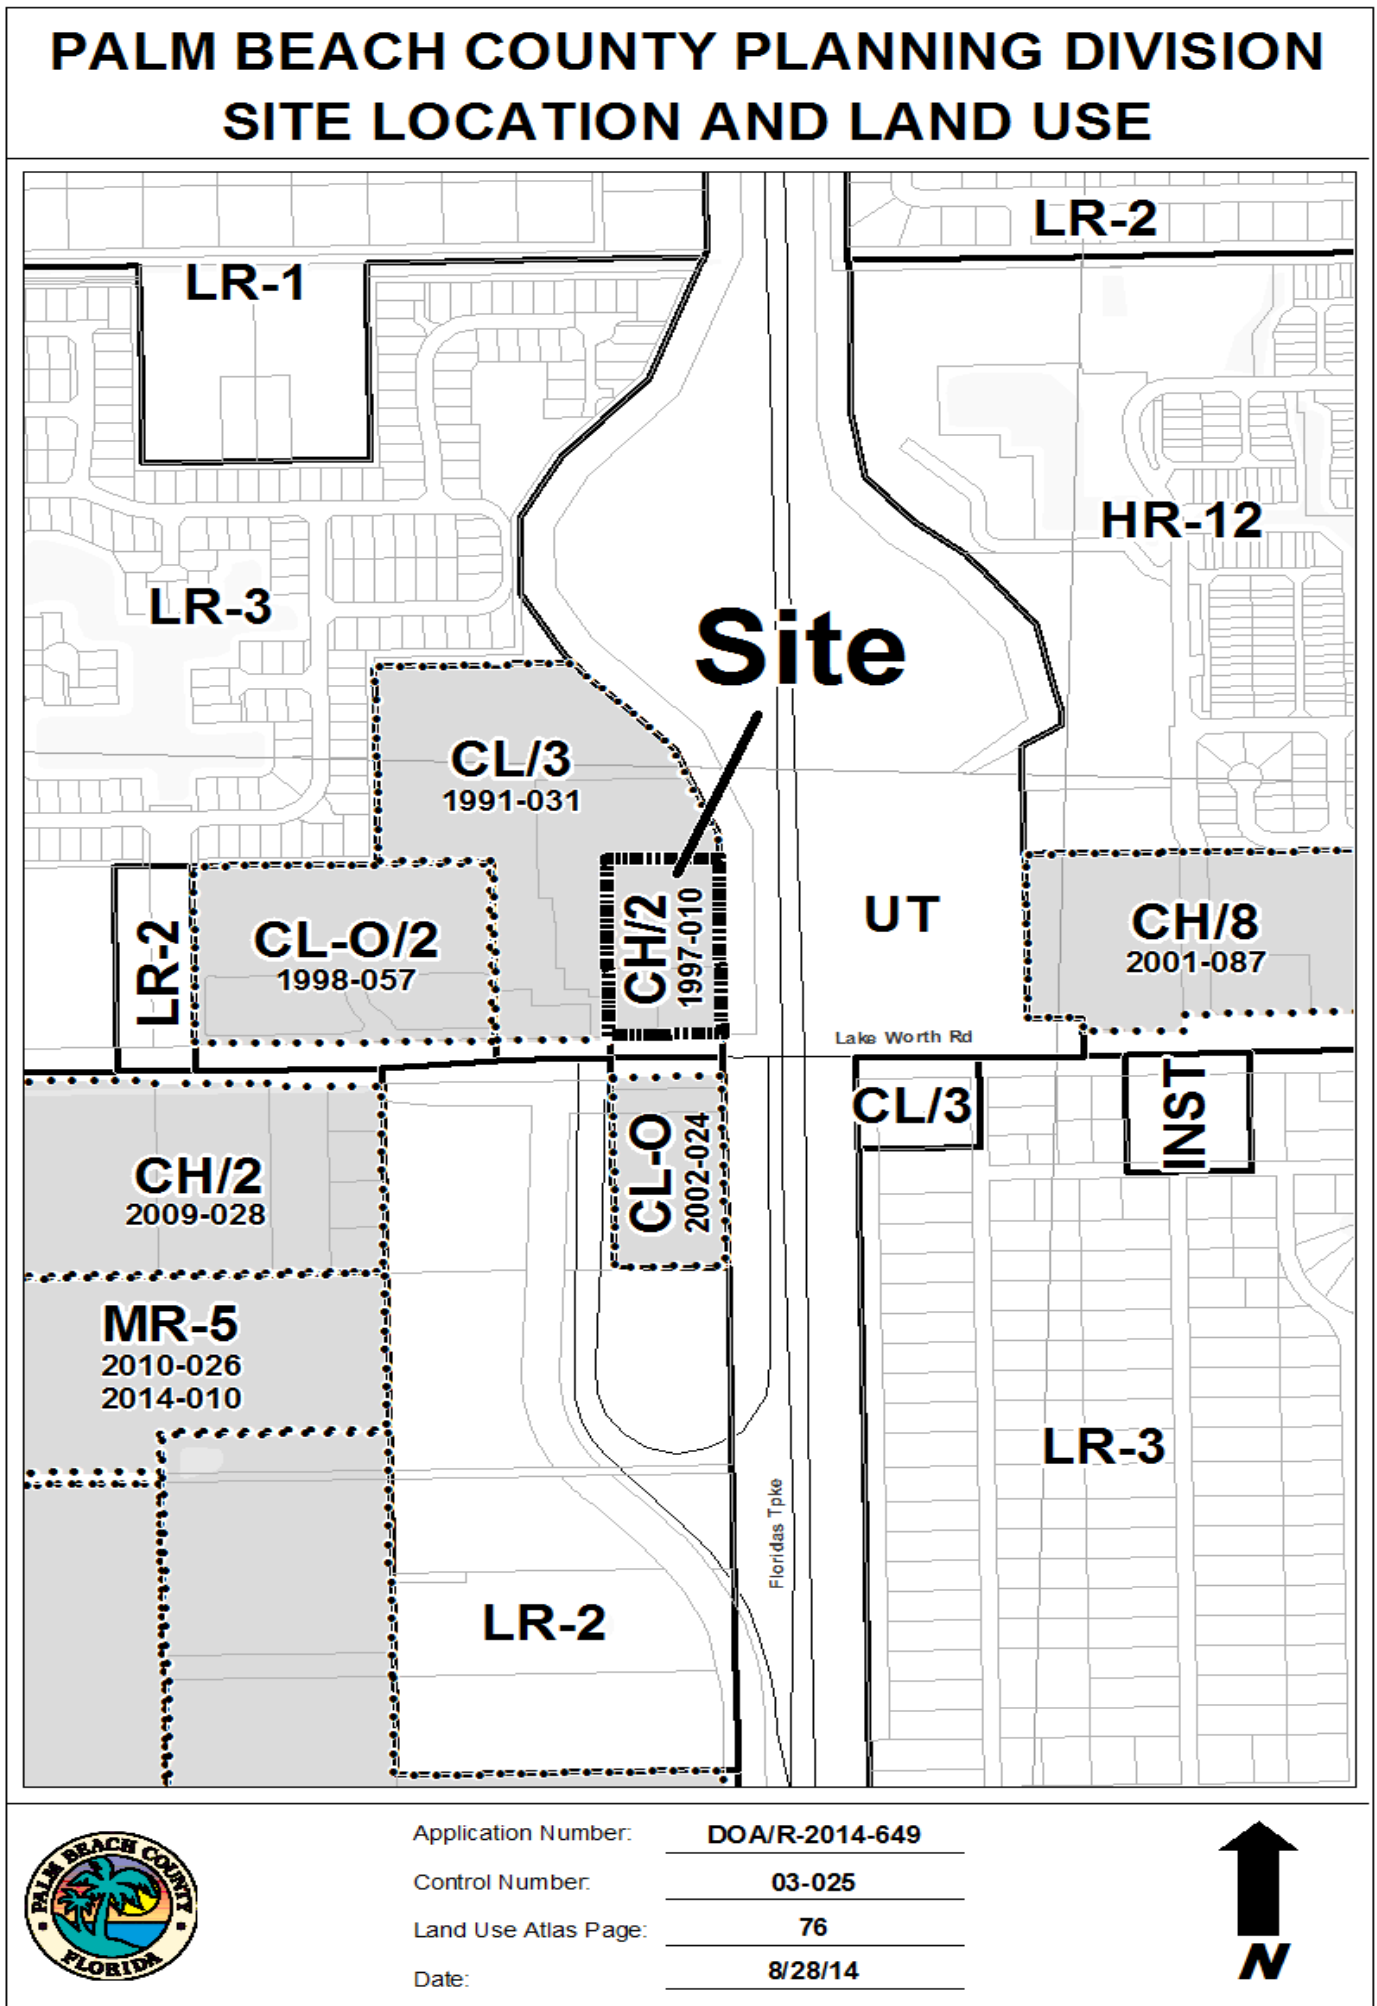 PALM BEACH COUNTY PLANNING DIVISION
SITE LOCATION AND LAND USE
LR-2
LR-1
HR-12
LR-3
Site
CL/3
1991-031
UT
CH/2
1997-010
CH/8
2001-087
LR-2
CL-O/2
1998-057
Lake Worth Rd
CL/3
INST
CL-O
2002-024
CH/2
2009-028
MR-5
2010-026
2014-010
LR-3
Floridas Tpke
LR-2
PALM BEACH COUNTY
FLORIDA
Application Number: DOA/R-2014-649
Control Number: 03-025
Land Use Atlas Page: 76
Date: 8/28/14
N